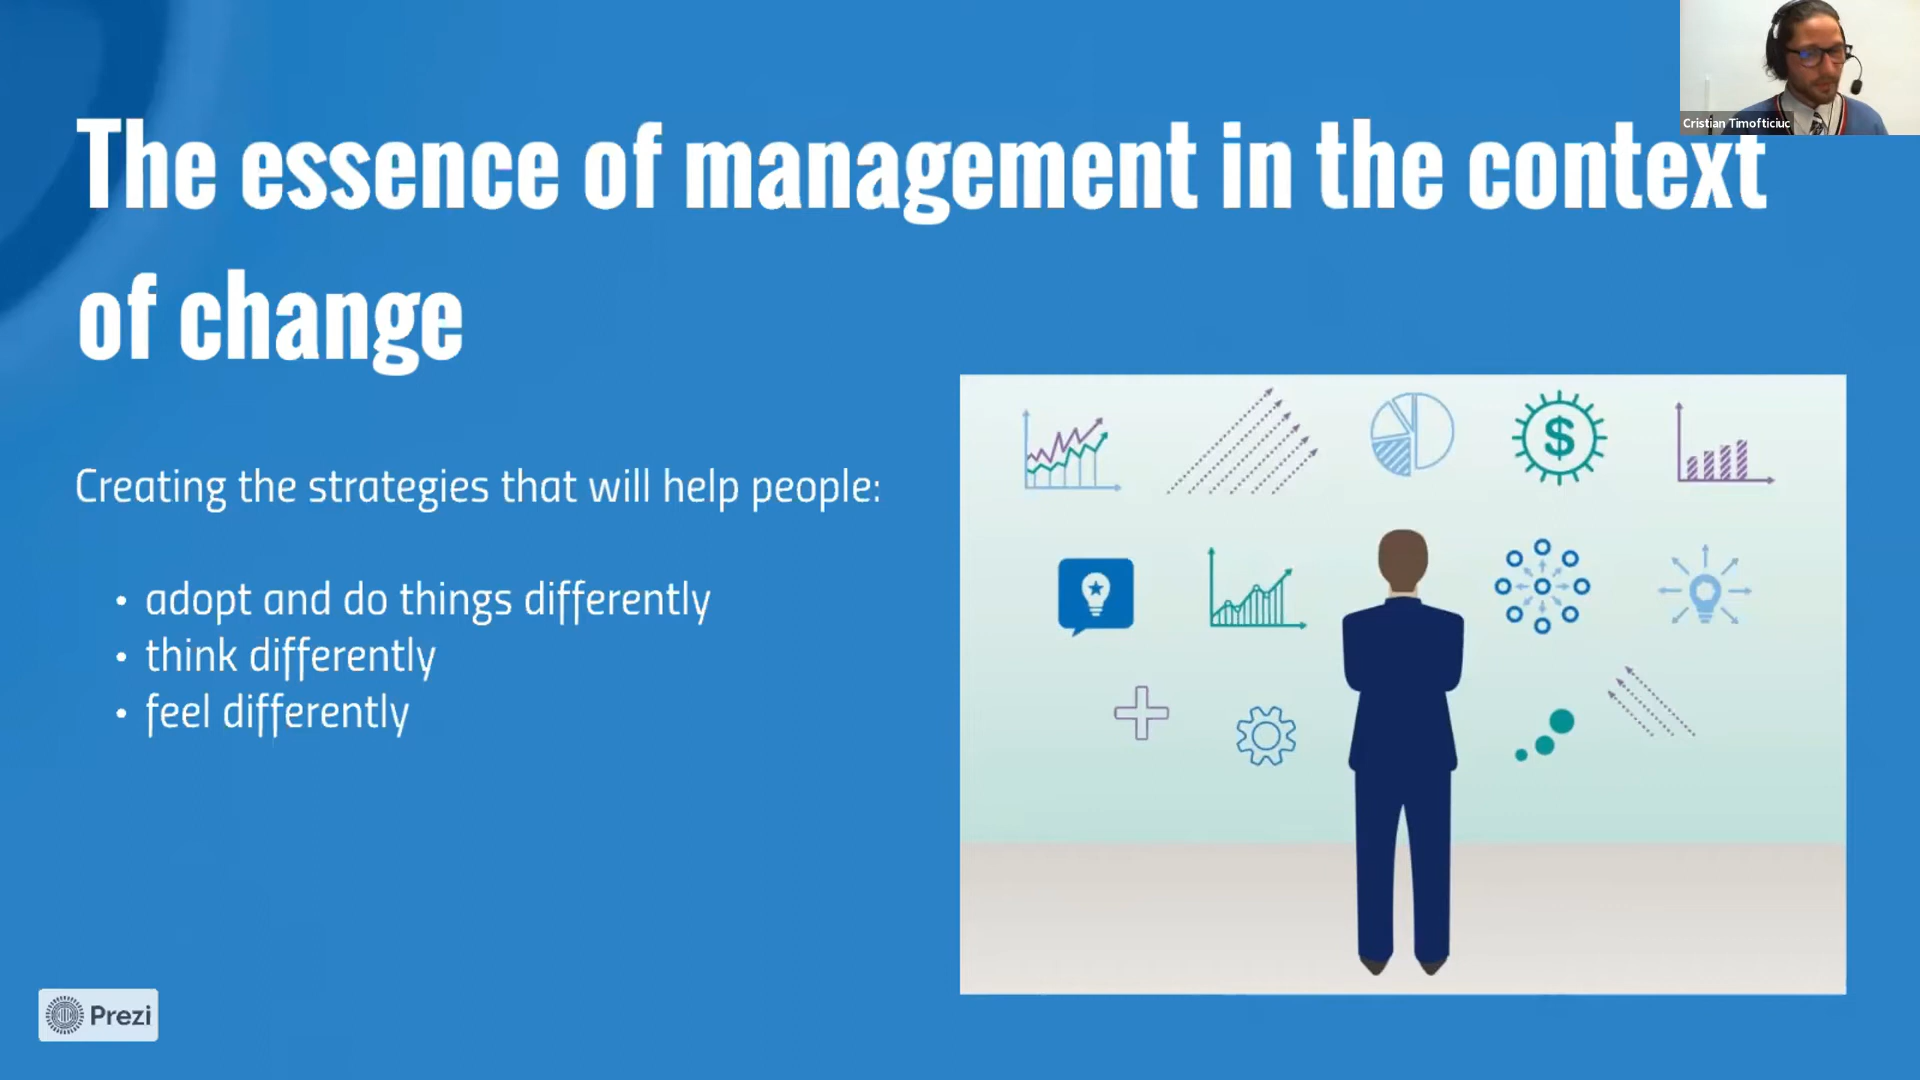 Cristian Timofticiuc
The essence of management in the context
of change
Creating the strategies that will help people:
• adopt and do things differently
• think differently
• feel differently
$
Prezi